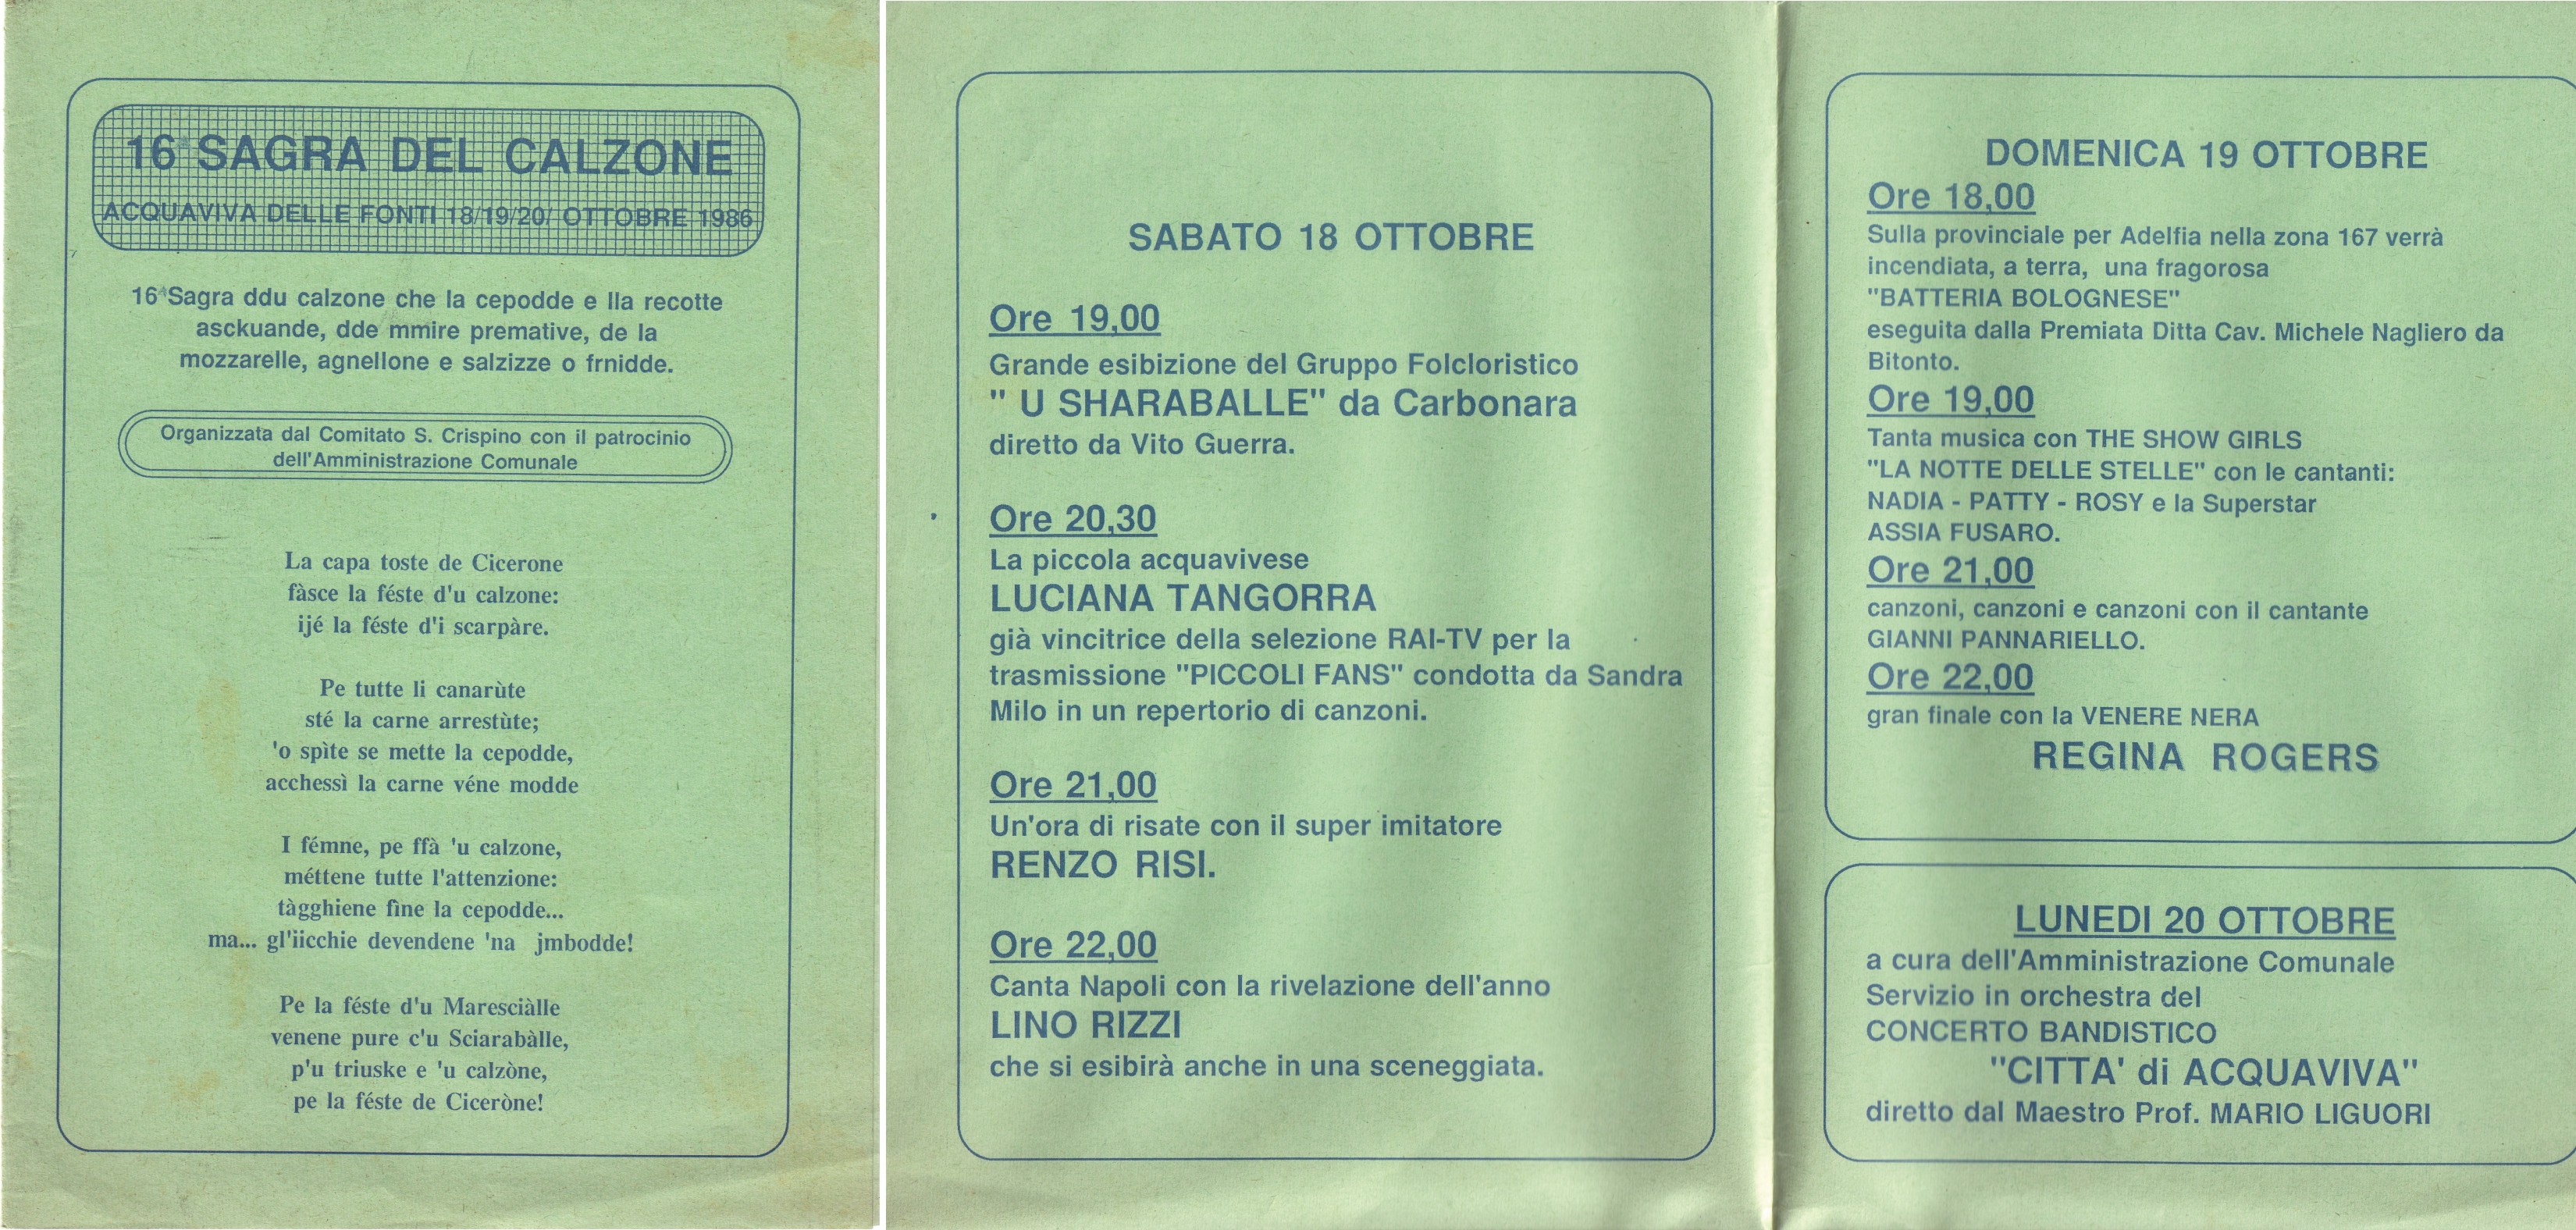 16ª SAGRA DEL CALZONE
ACQUAVIVA DELLE FONTI 18/19/20/ OTTOBRE 1986
16ª Sagra ddu calzone che la cepodde e lla recotte
asckuande, dde mmire premative, de la
mozzarelle, agnellone e salzizze o frnidde.
Organizzata dal Comitato S. Crispino con il patrocinio
dell'Amministrazione Comunale
La capa toste de Cicerone
fàsce la féste d'u calzone:
ijé la féste d'i scarpàre.
Pe tutte li canarùte
sté la carne arrestùte;
'o spìte se mette la cepodde,
acchessì la carne véne modde
I fémne, pe ffà 'u calzone,
méttene tutte l'attenzione:
tàgghiene fine la cepodde...
ma... gl'iicchie devendene 'na jmbodde!
Pe la féste d'u Maresciàlle
venene pure c'u Sciarabàlle,
p'u triuske e 'u calzòne,
pe la féste de Ciceròne!
SABATO 18 OTTOBRE
Ore 19,00
Grande esibizione del Gruppo Folcloristico
" U SHARABALLE" da Carbonara
diretto da Vito Guerra.
Ore 20,30
La piccola acquavivese
LUCIANA TANGORRA
già vincitrice della selezione RAI-TV per la
trasmissione "PICCOLI FANS" condotta da Sandra
Milo in un repertorio di canzoni.
Ore 21,00
Un'ora di risate con il super imitatore
RENZO RISI.
Ore 22,00
Canta Napoli con la rivelazione dell'anno
LINO RIZZI
che si esibirà anche in una sceneggiata.
DOMENICA 19 OTTOBRE
Ore 18,00
Sulla provinciale per Adelfia nella zona 167 verrà
incendiata, a terra, una fragorosa
"BATTERIA BOLOGNESE"
eseguita dalla Premiata Ditta Cav. Michele Nagliero da
Bitonto.
Ore 19,00
Tanta musica con THE SHOW GIRLS
"LA NOTTE DELLE STELLE" con le cantanti:
NADIA - PATTY - ROSY e la Superstar
ASSIA FUSARO.
Ore 21,00
canzoni, canzoni e canzoni con il cantante
GIANNI PANNARIELLO.
Ore 22,00
gran finale con la VENERE NERA
REGINA ROGERS
LUNEDI 20 OTTOBRE
a cura dell'Amministrazione Comunale
Servizio in orchestra del
CONCERTO BANDISTICO
"CITTA' di ACQUAVIVA"
diretto dal Maestro Prof. MARIO LIGUORI